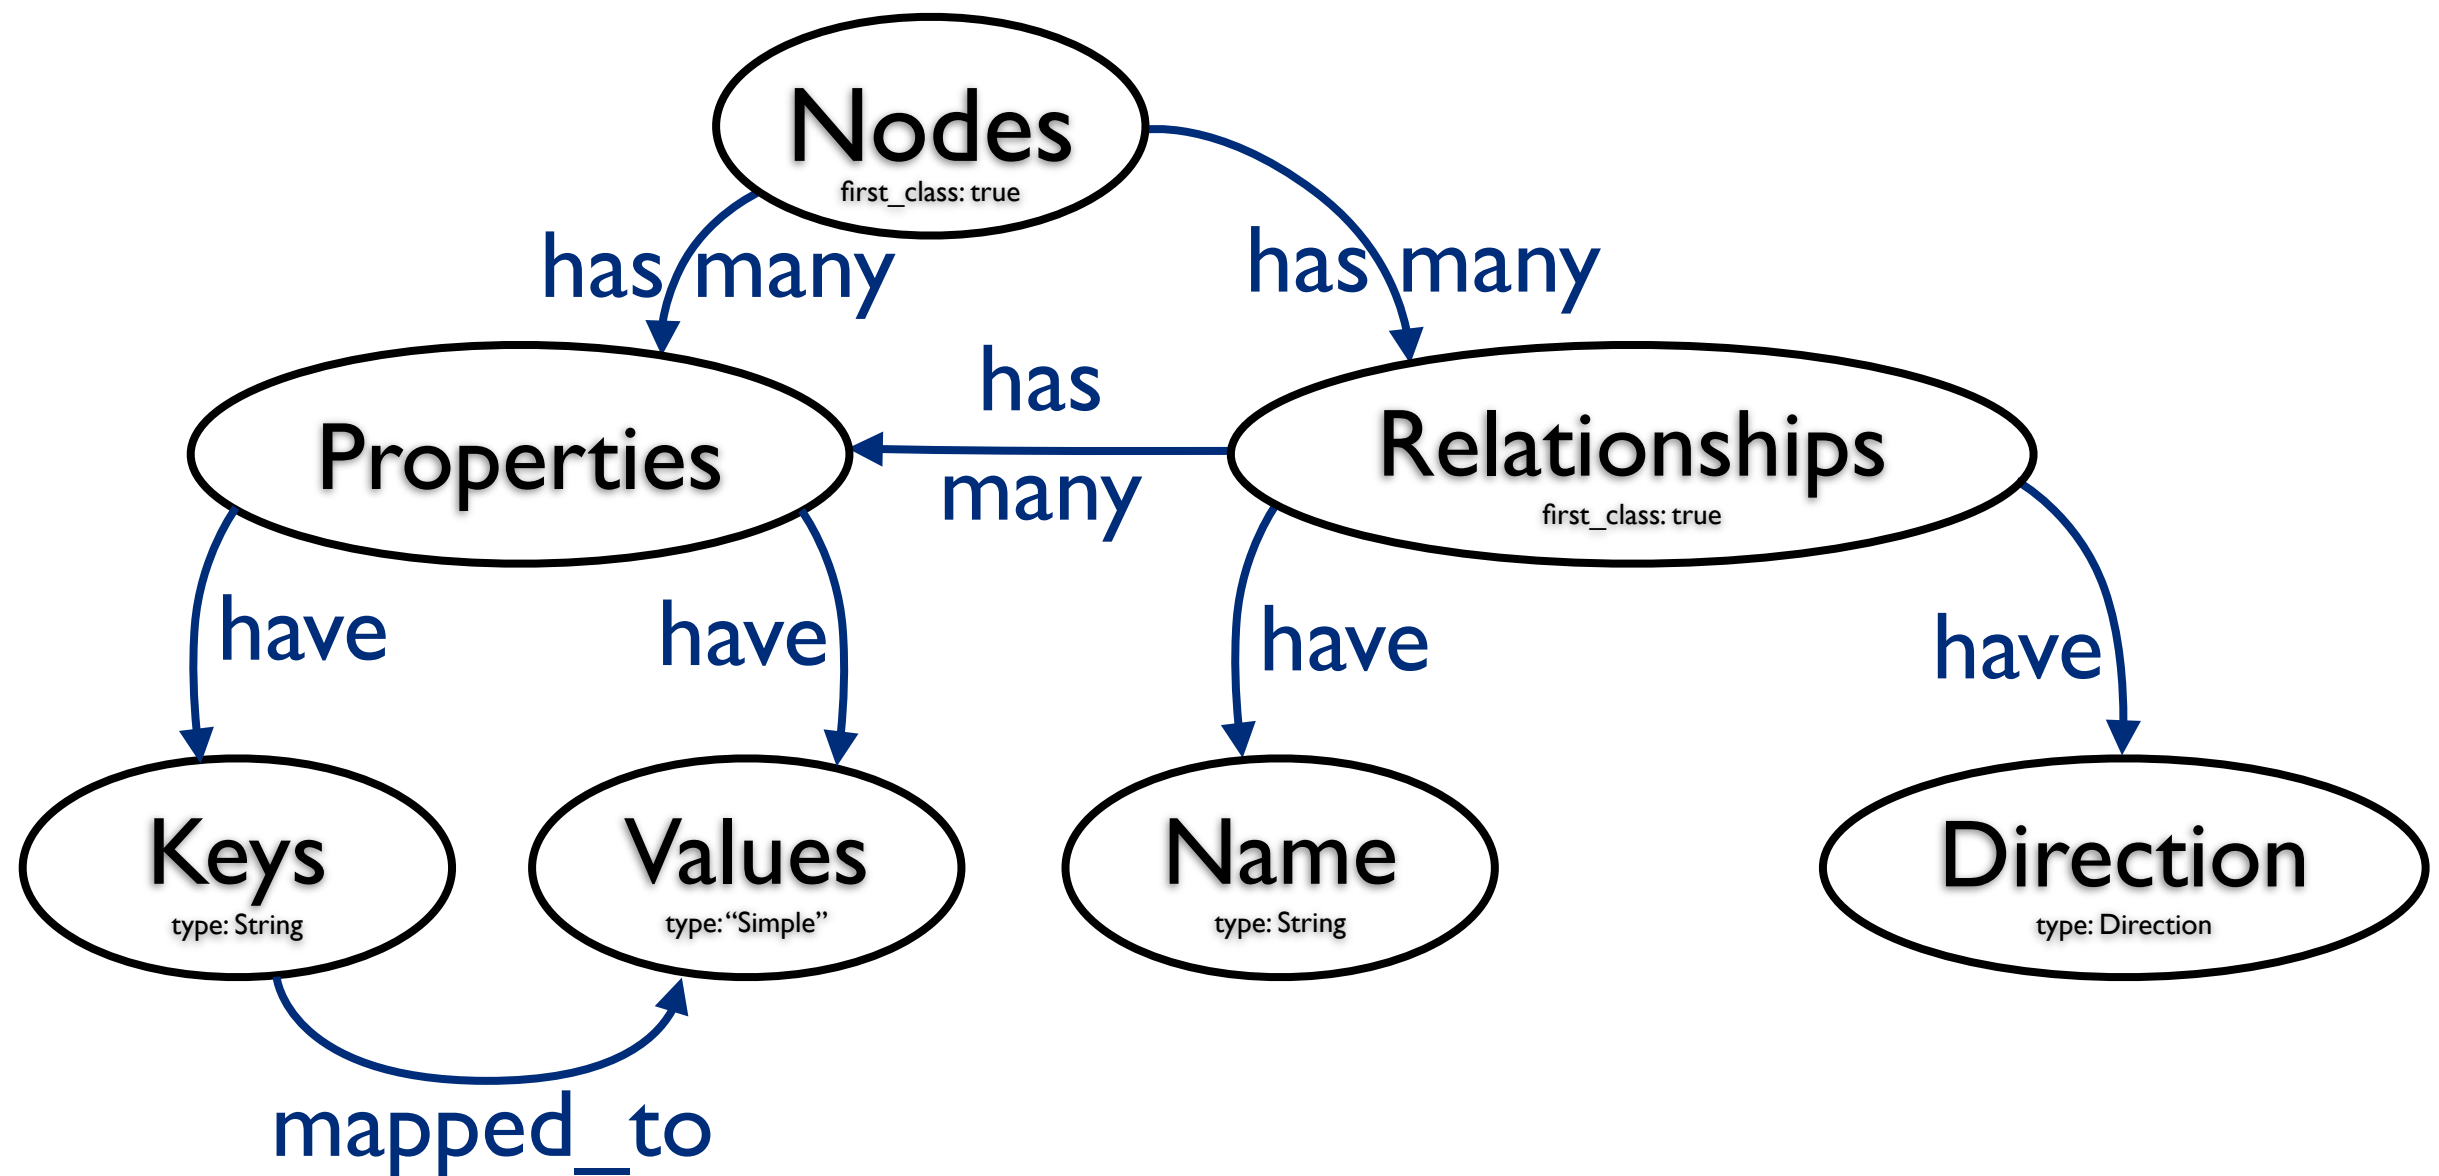 Nodes
first_class: true
has many
has many
has
many
Properties
Relationships
first_class: true
have
have
have
have
Keys
type: String
Values
type: “Simple”
Name
type: String
Direction
type: Direction
mapped_to